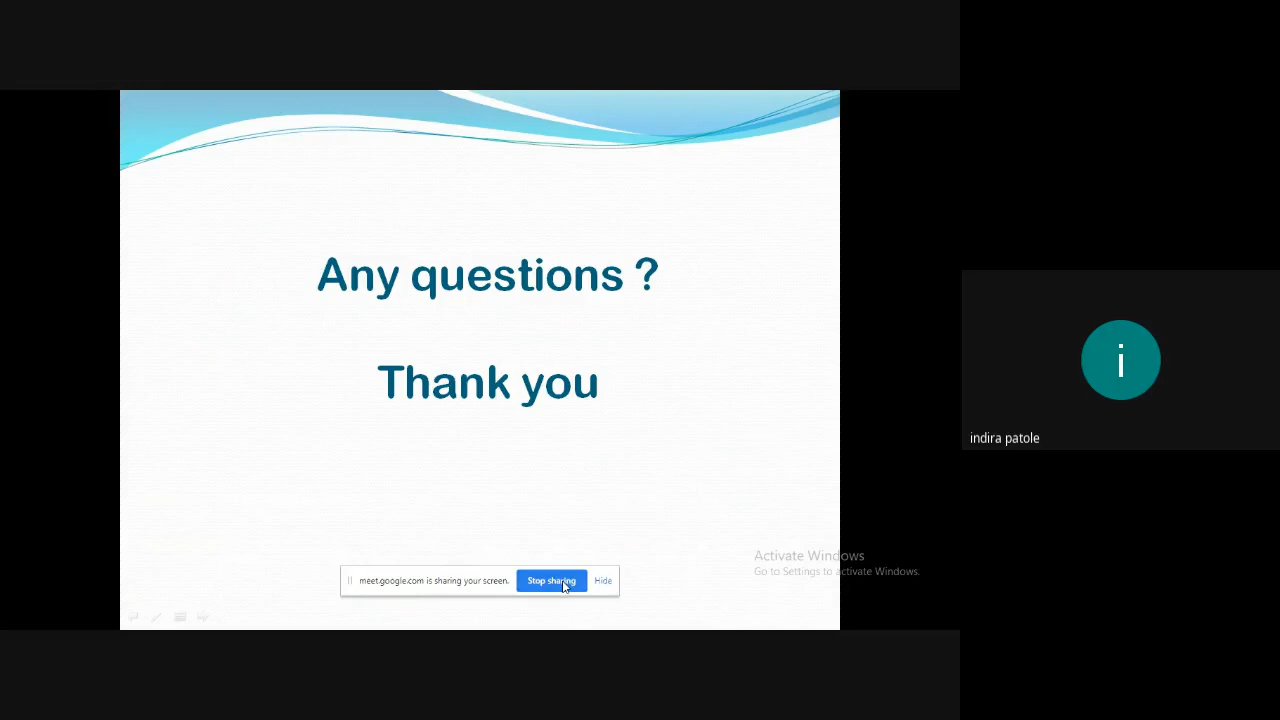 Any questions ?
Thank you
i
indira patole
Activate Windows
Go to Settings to activate Windows.
meet.google.com is sharing your screen. Stop sharing Hide